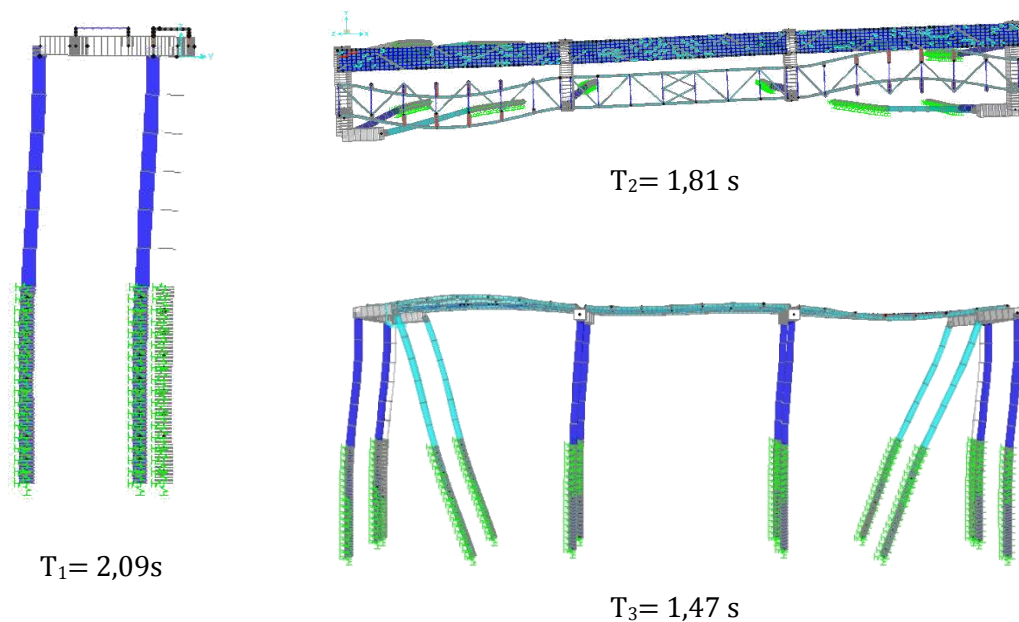 T₂= 1,81 s
T₁= 2,09s
T₃= 1,47 s